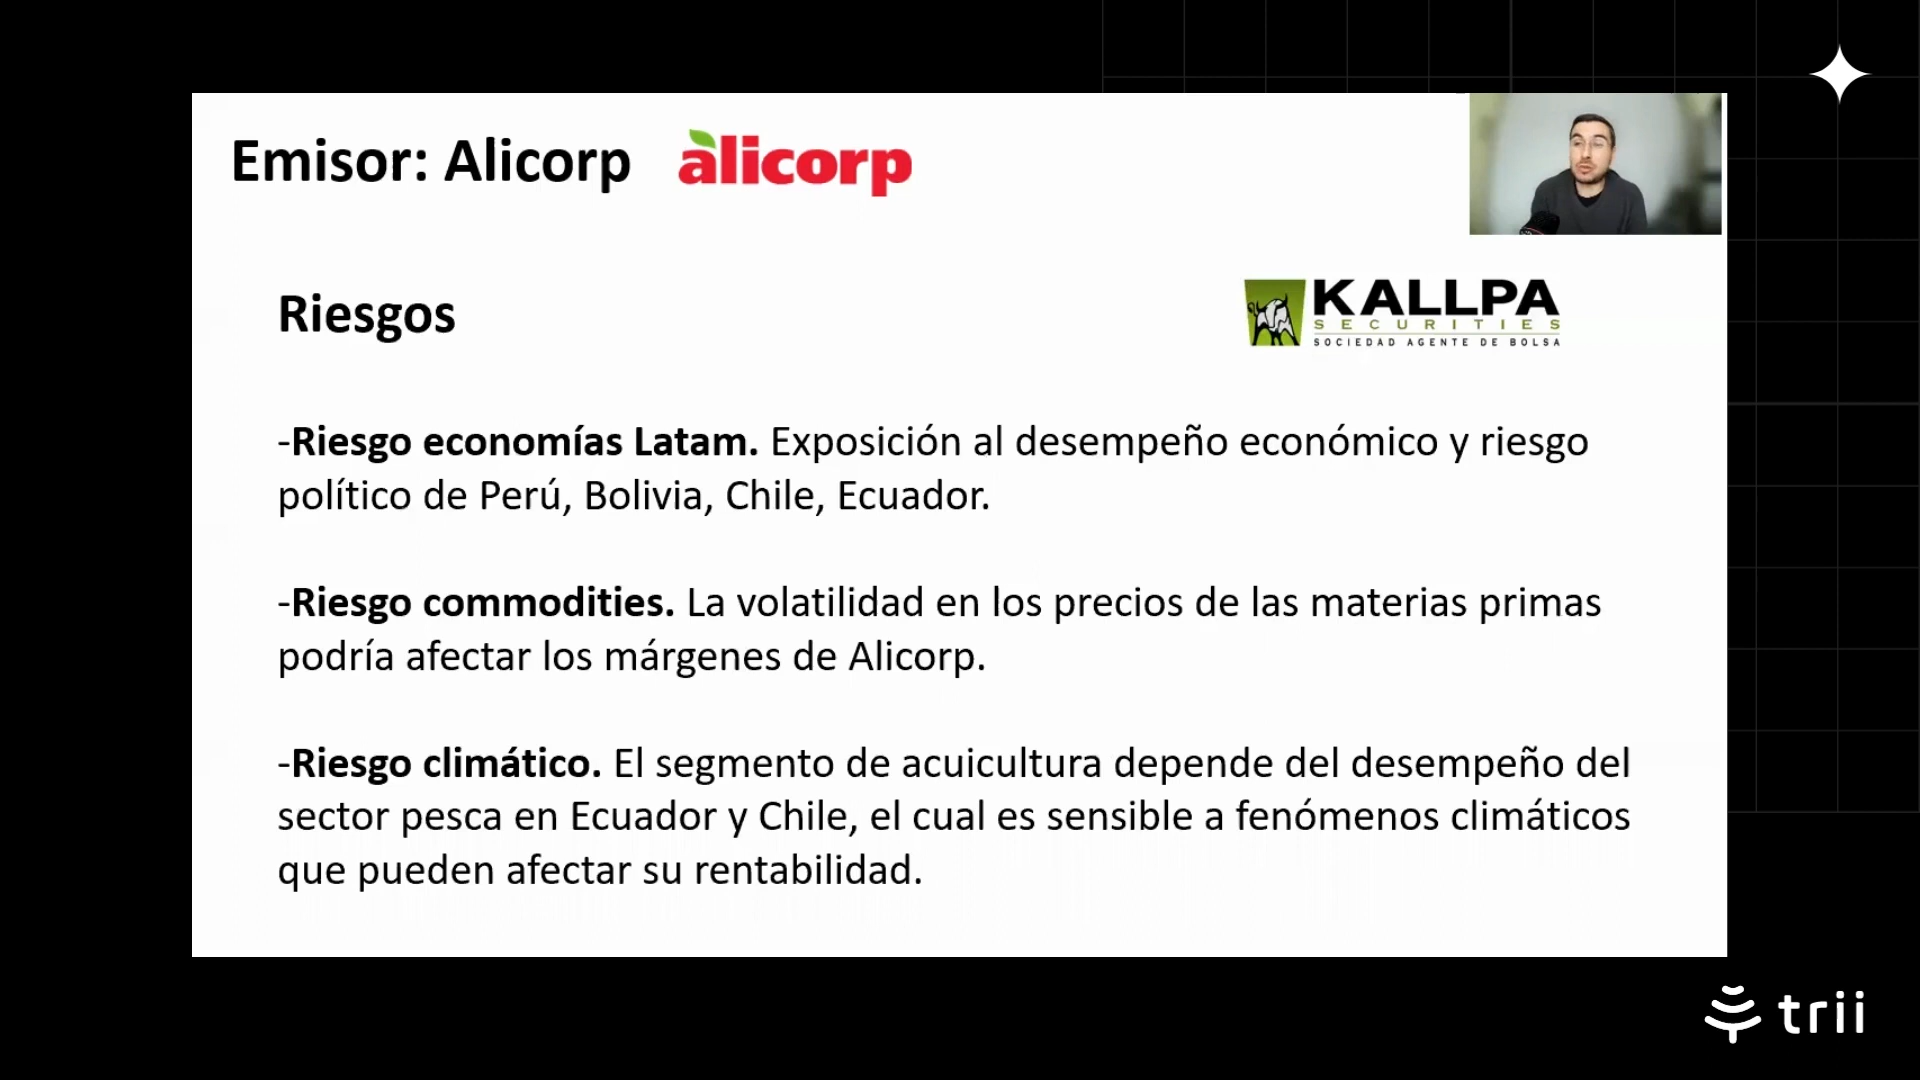 Emisor: Alicorp
alicorp
Riesgos
KALLPA
SECURITIES
SOCIEDAD AGENTE DE BOLSA
-Riesgo economías Latam. Exposición al desempeño económico y riesgo
político de Perú, Bolivia, Chile, Ecuador.
-Riesgo commodities. La volatilidad en los precios de las materias primas
podría afectar los márgenes de Alicorp.
-Riesgo climático. El segmento de acuicultura depende del desempeño del
sector pesca en Ecuador y Chile, el cual es sensible a fenómenos climáticos
que pueden afectar su rentabilidad.
trii